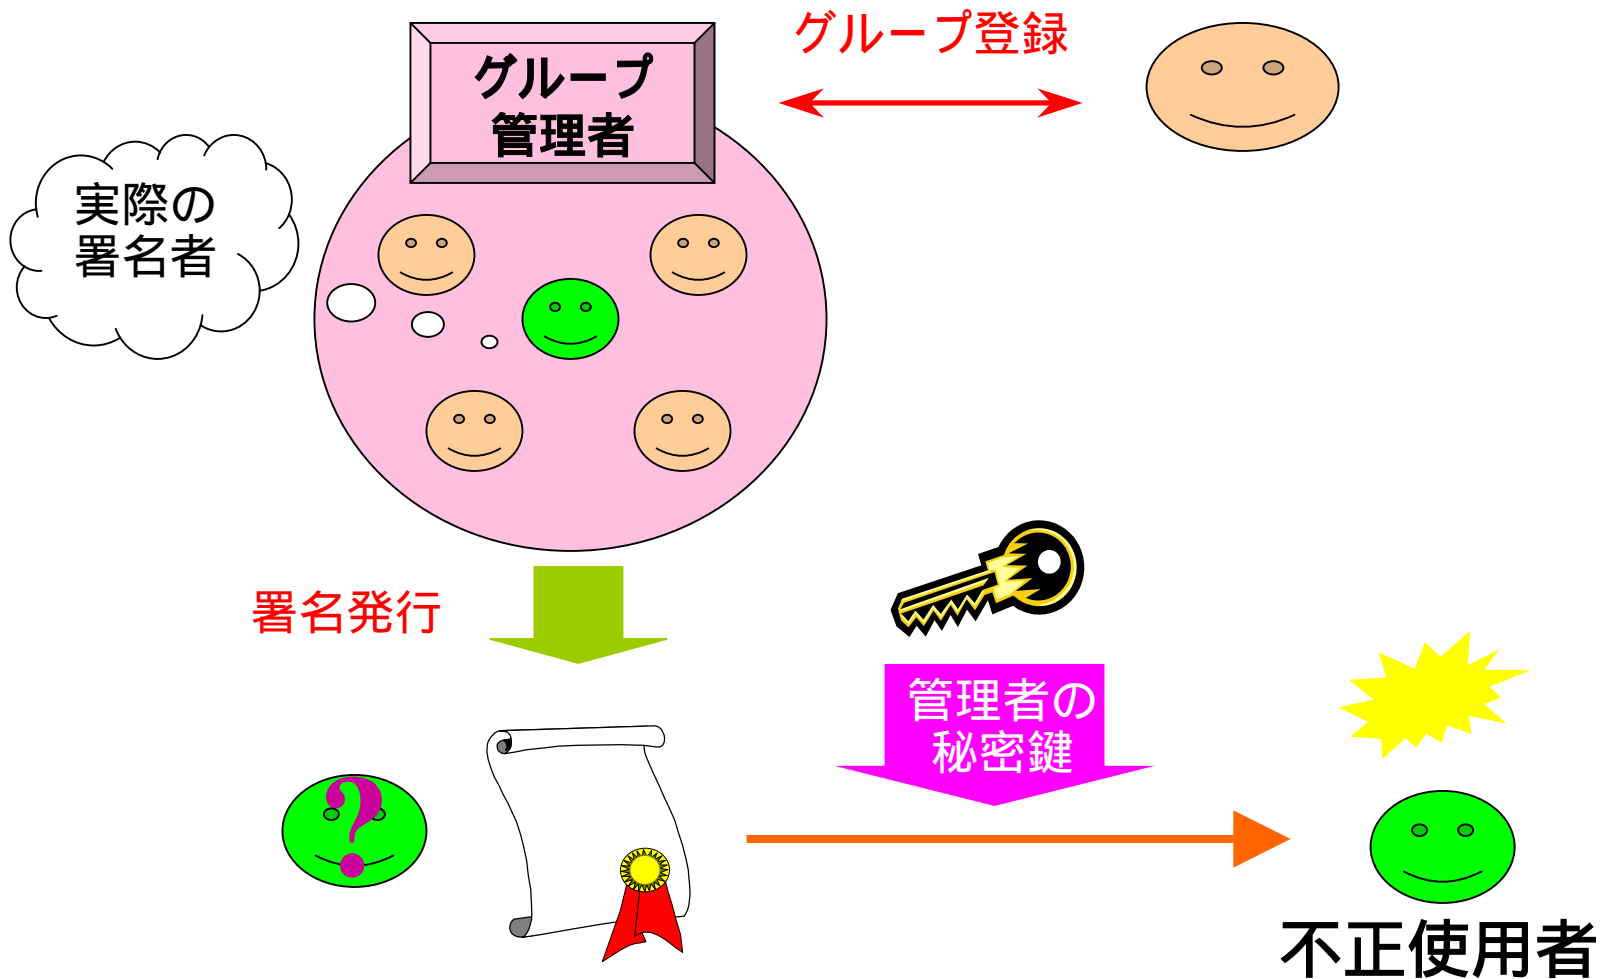 グループ
管理者
グループ登録
実際の
署名者
署名発行
管理者の
秘密鍵
?
不正使用者